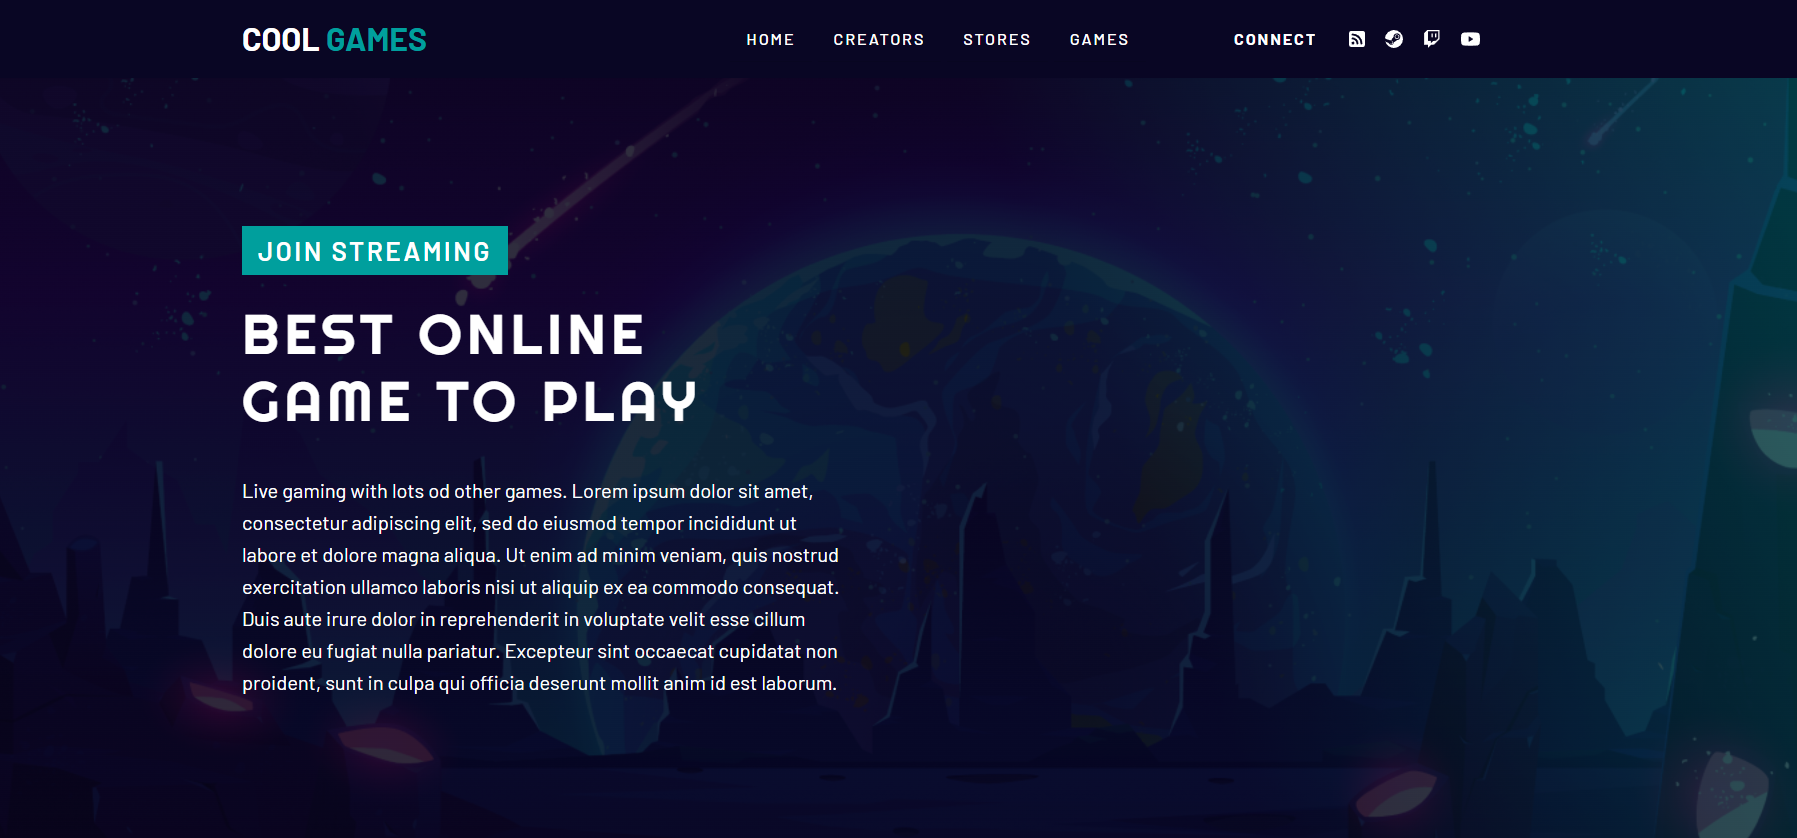 COOL GAMES
HOME CREATORS STORES GAMES CONNECT
JOIN STREAMING
BEST ONLINE
GAME TO PLAY
Live gaming with lots od other games. Lorem ipsum dolor sit amet,
consectetur adipiscing elit, sed do eiusmod tempor incididunt ut
labore et dolore magna aliqua. Ut enim ad minim veniam, quis nostrud
exercitation ullamco laboris nisi ut aliquip ex ea commodo consequat.
Duis aute irure dolor in reprehenderit in voluptate velit esse cillum
dolore eu fugiat nulla pariatur. Excepteur sint occaecat cupidatat non
proident, sunt in culpa qui officia deserunt mollit anim id est laborum.